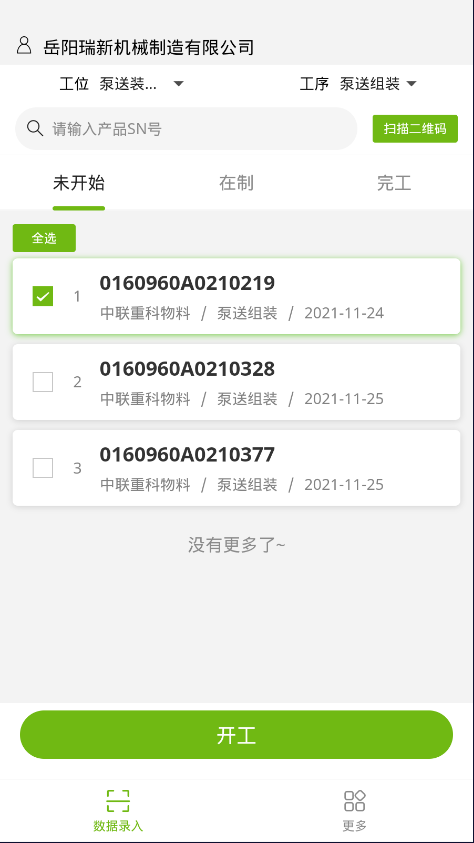 岳阳瑞新机械制造有限公司
工位 泵送装... 工序 泵送组装
请输入产品SN号 扫描二维码
未开始 在制 完工
全选
1 0160960A0210219
中联重科物料 / 泵送组装 / 2021-11-24
2 0160960A0210328
中联重科物料 / 泵送组装 / 2021-11-25
3 0160960A0210377
中联重科物料 / 泵送组装 / 2021-11-25
没有更多了~
开工
数据录入 更多